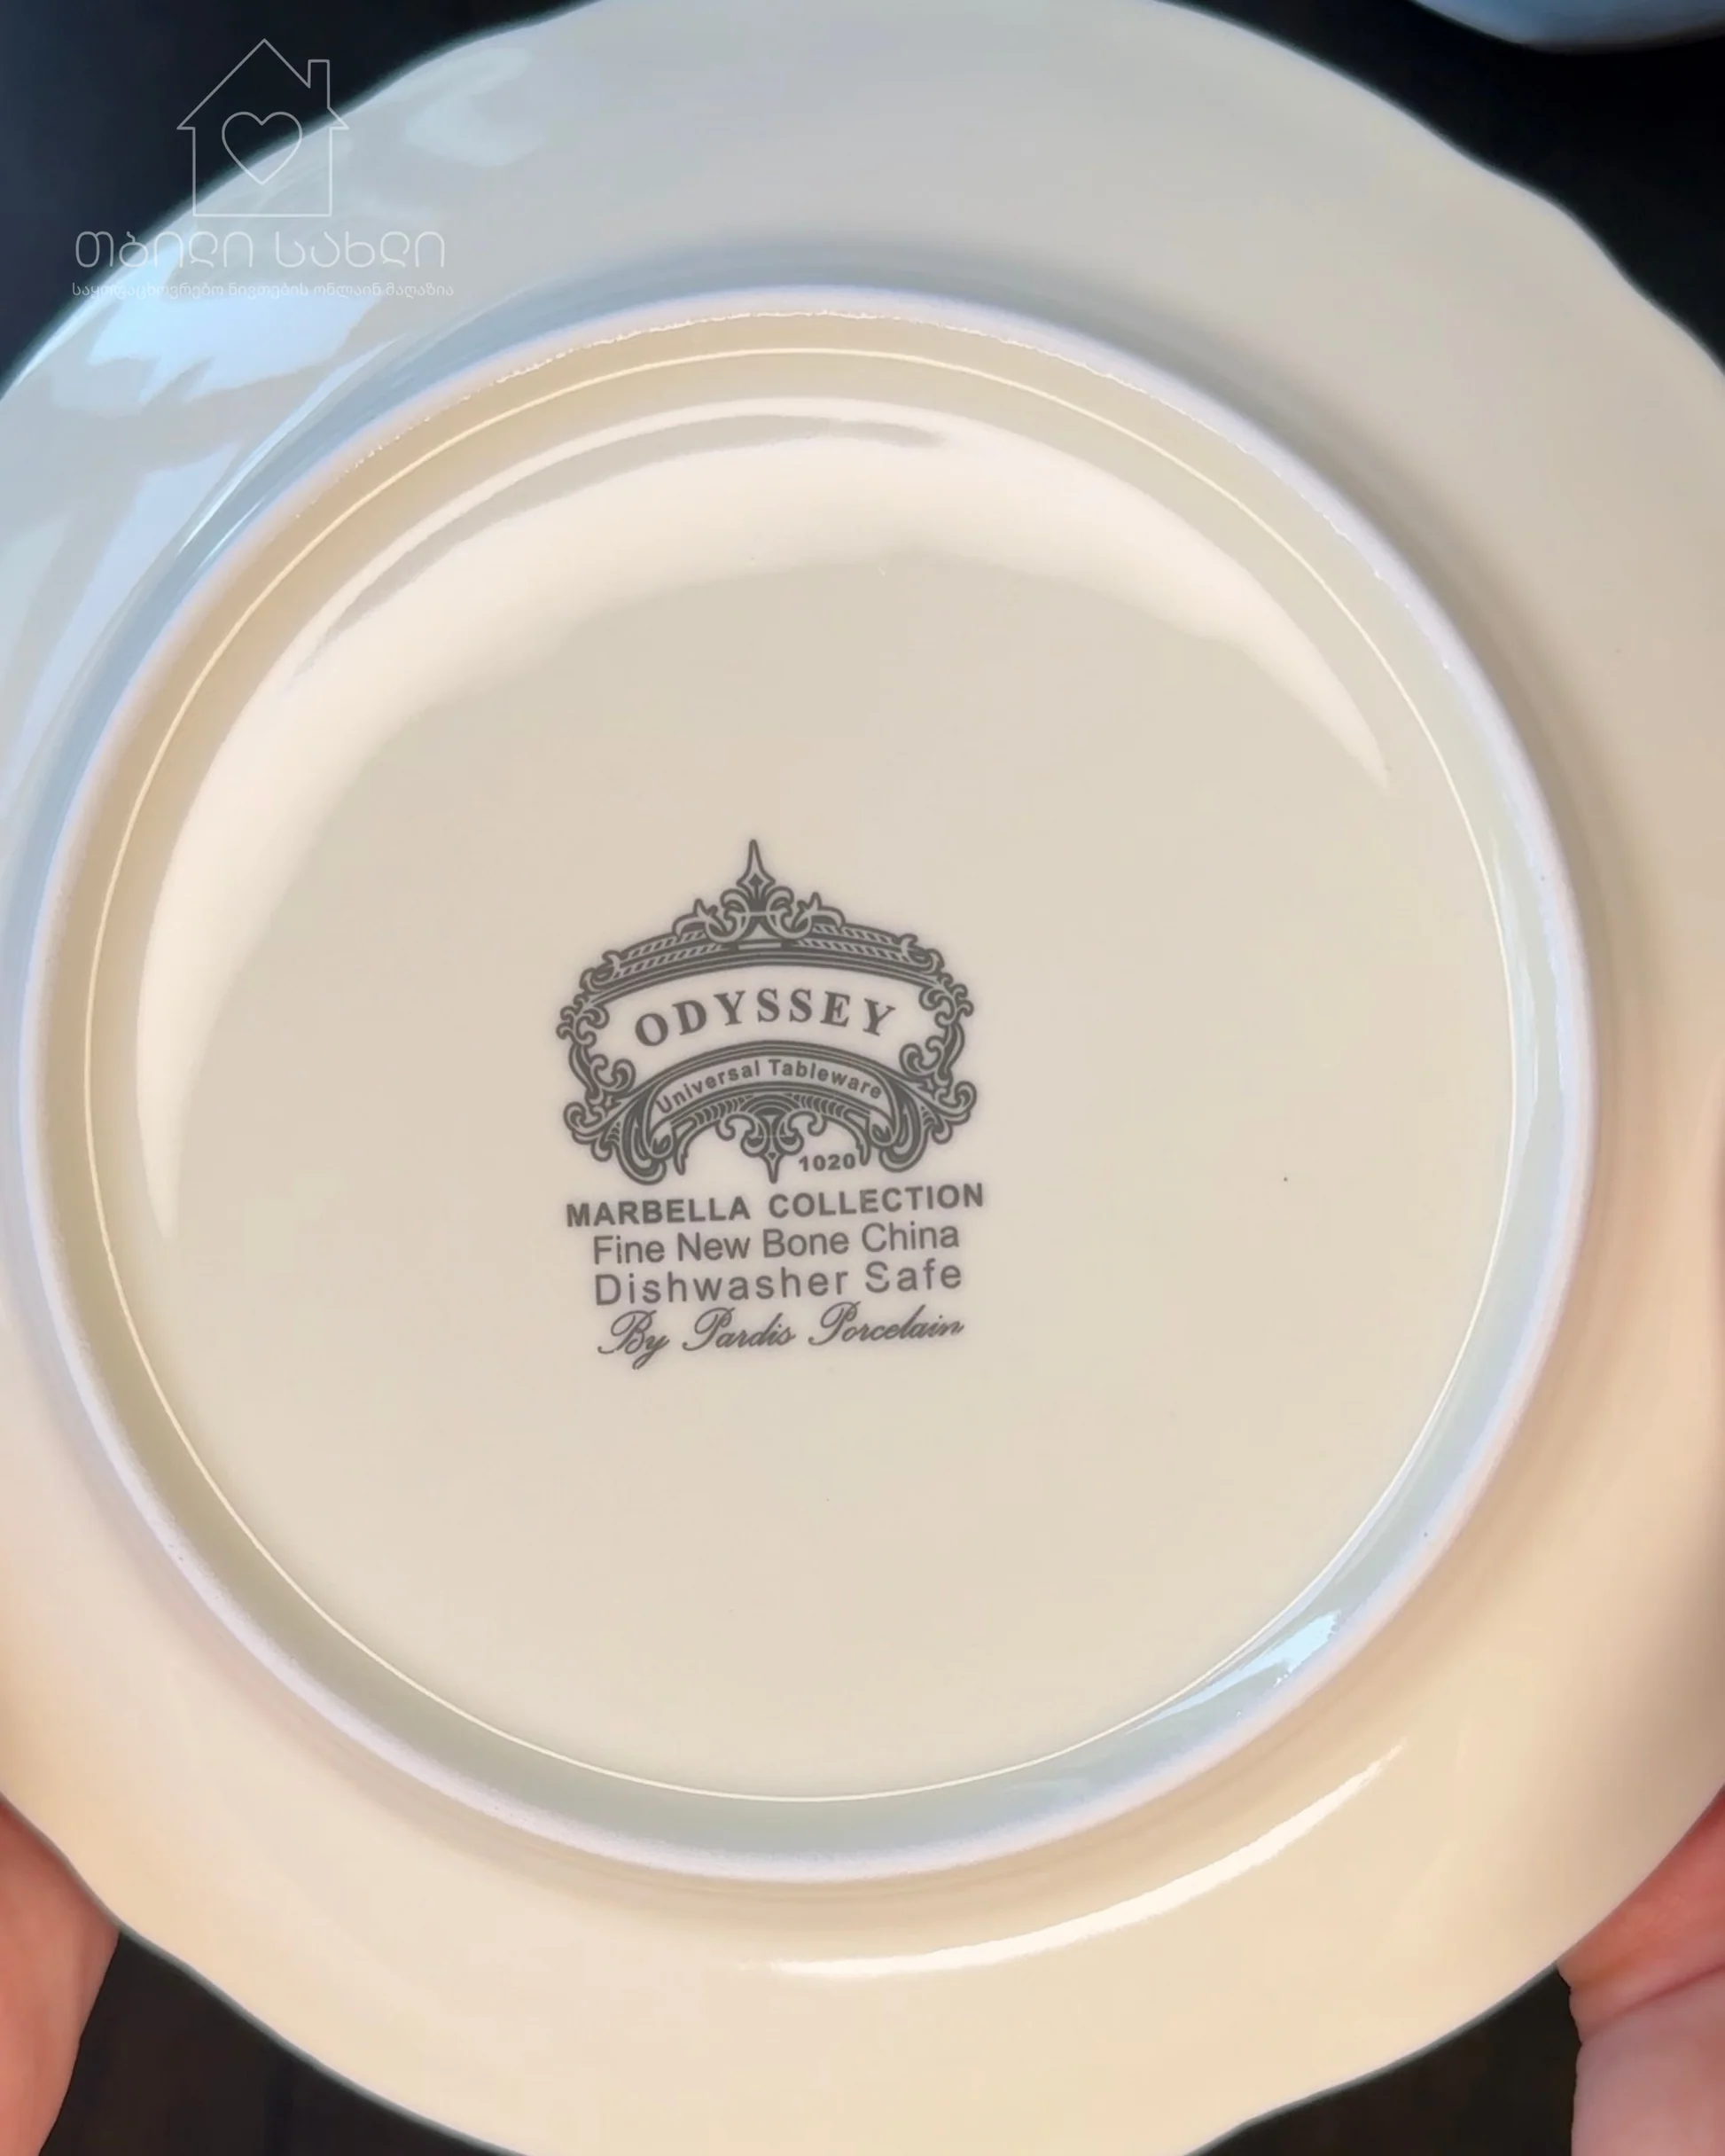 თბილი სახლი
საყოფაცხოვრებო ნივთების ონლაინ მაღაზია
ODYSSEY
Universal Tableware
1020
MARBELLA COLLECTION
Fine New Bone China
Dishwasher Safe
By Pardis Porcelain